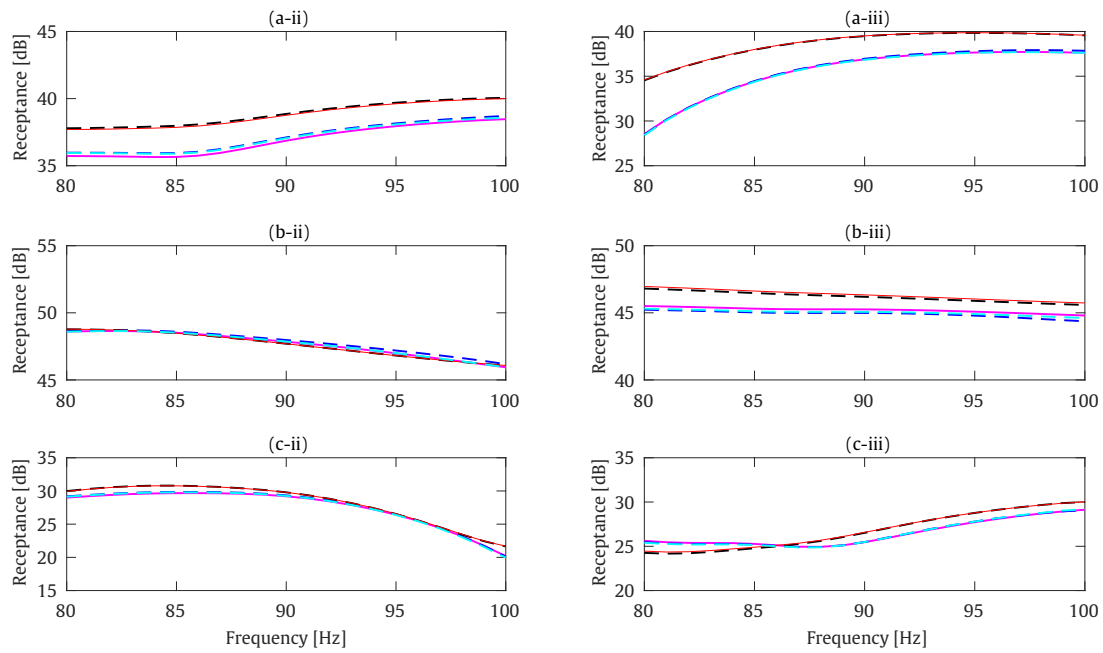 (a-ii)
Receptance [dB]
45
40
35
80 85 90 95 100
(a-iii)
Receptance [dB]
40
35
30
25
80 85 90 95 100
(b-ii)
Receptance [dB]
55
50
45
80 85 90 95 100
(b-iii)
Receptance [dB]
50
45
40
80 85 90 95 100
(c-ii)
Receptance [dB]
35
30
25
20
15
80 85 90 95 100
Frequency [Hz]
(c-iii)
Receptance [dB]
35
30
25
20
80 85 90 95 100
Frequency [Hz]